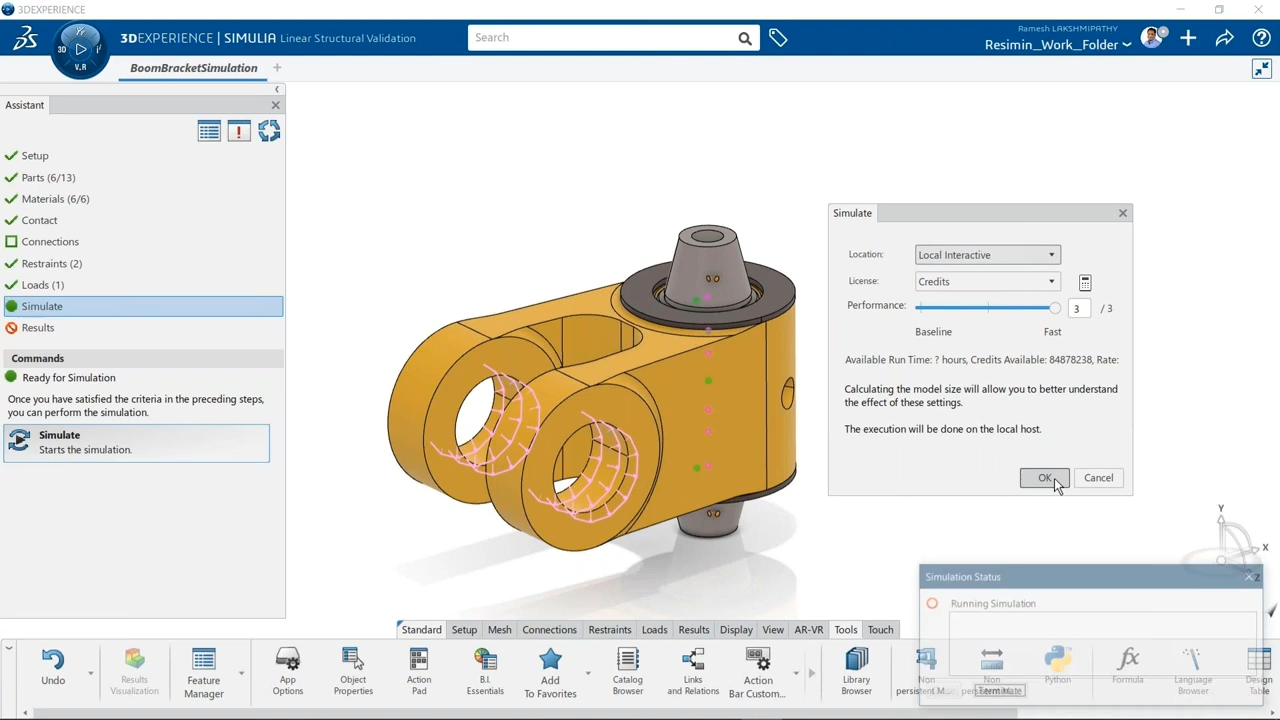 3DEXPERIENCE
3DEXPERIENCE | SIMULIA Linear Structural Validation
Search
Ramesh LAKSHMIPATHY
Resimin_Work_Folder
3D
V.R
BoomBracketSimulation
Assistant
Setup
Parts (6/13)
Materials (6/6)
Contact
Connections
Restraints (2)
Loads (1)
Simulate
Results
Commands
Ready for Simulation
Once you have satisfied the criteria in the preceding steps,
you can perform the simulation.
Simulate
Starts the simulation.
Simulate
Location: Local Interactive
License: Credits
Performance: 3 / 3
Baseline Fast
Available Run Time: ? hours, Credits Available: 84878238, Rate:
Calculating the model size will allow you to better understand
the effect of these settings.
The execution will be done on the local host.
OK Cancel
Y
X
Z
Simulation Status
Running Simulation
Terminate
Standard Setup Mesh Connections Restraints Loads Results Display View AR-VR Tools Touch
Undo
Results
Visualization
Feature
Manager
App
Options
Object
Properties
Action
Pad
B.I.
Essentials
Add
To Favorites
Catalog
Browser
Links
and Relations
Action
Bar Custom...
Library
Browser
Non
Non
Python
Formula
Language
Browser
Design
Table